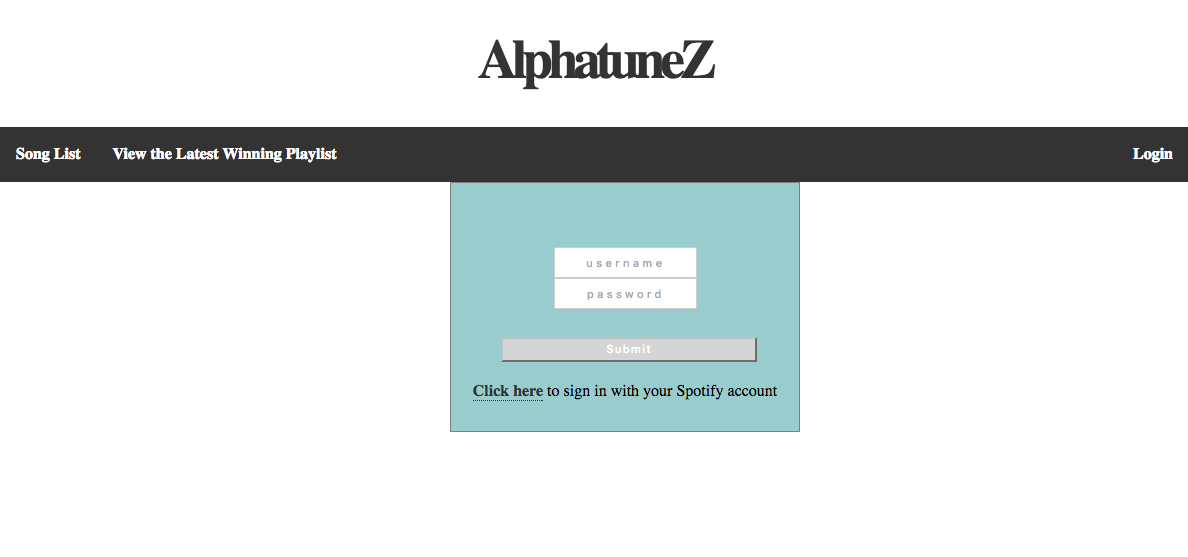 AlphatuneZ
Song List View the Latest Winning Playlist Login
username
password
Submit
Click here to sign in with your Spotify account